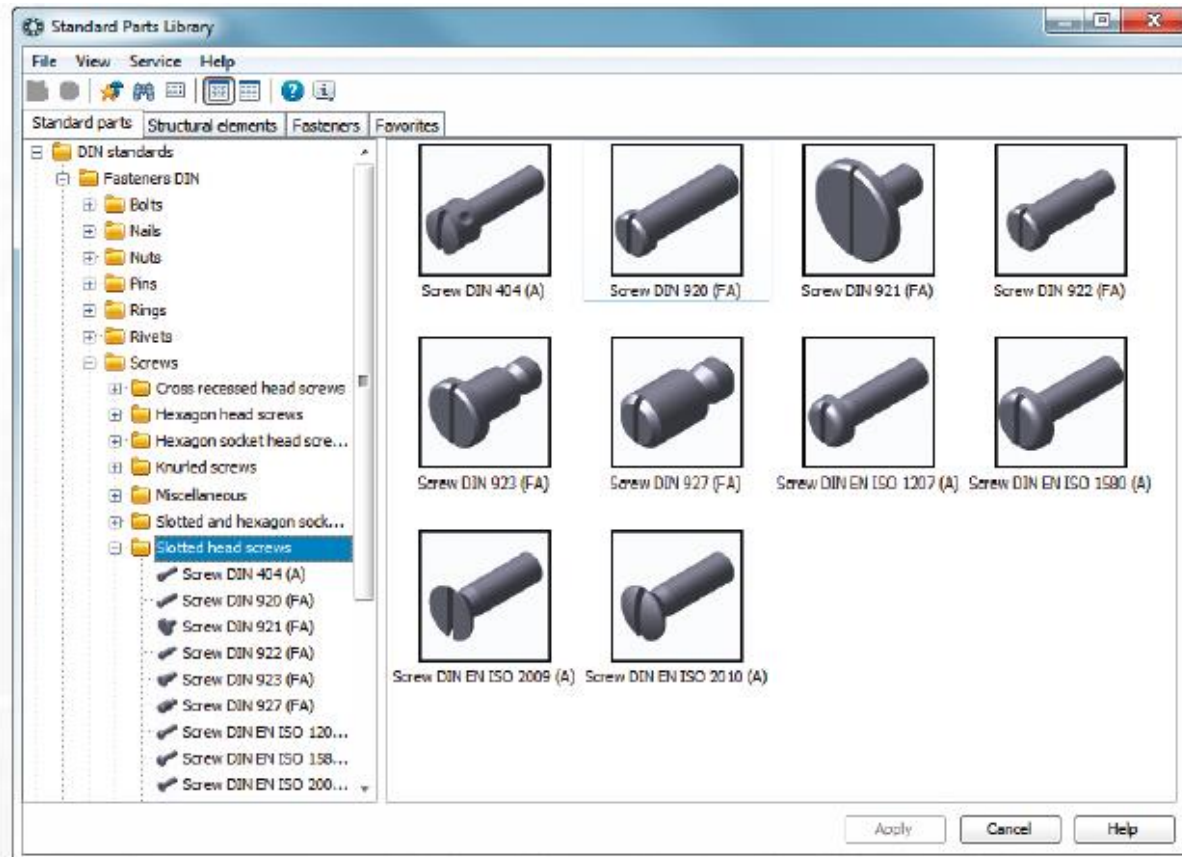 Standard Parts Library
File View Service Help
Standard parts Structural elements Fasteners Favorites
DIN standards
Fasteners DIN
Bolts
Nails
Nuts
Pins
Rings
Rivets
Screws
Cross recessed head screws
Hexagon head screws
Hexagon socket head scre...
Knurled screws
Miscellaneous
Slotted and hexagon sock...
Slotted head screws
Screw DIN 404 (A)
Screw DIN 920 (FA)
Screw DIN 921 (FA)
Screw DIN 922 (FA)
Screw DIN 923 (FA)
Screw DIN 927 (FA)
Screw DIN EN ISO 120...
Screw DIN EN ISO 158...
Screw DIN EN ISO 200...
Screw DIN 404 (A) Screw DIN 920 (FA) Screw DIN 921 (FA) Screw DIN 922 (FA)
Screw DIN 923 (FA) Screw DIN 927 (FA) Screw DIN EN ISO 1207 (A) Screw DIN EN ISO 1580 (A)
Screw DIN EN ISO 2009 (A) Screw DIN EN ISO 2010 (A)
Apply Cancel Help